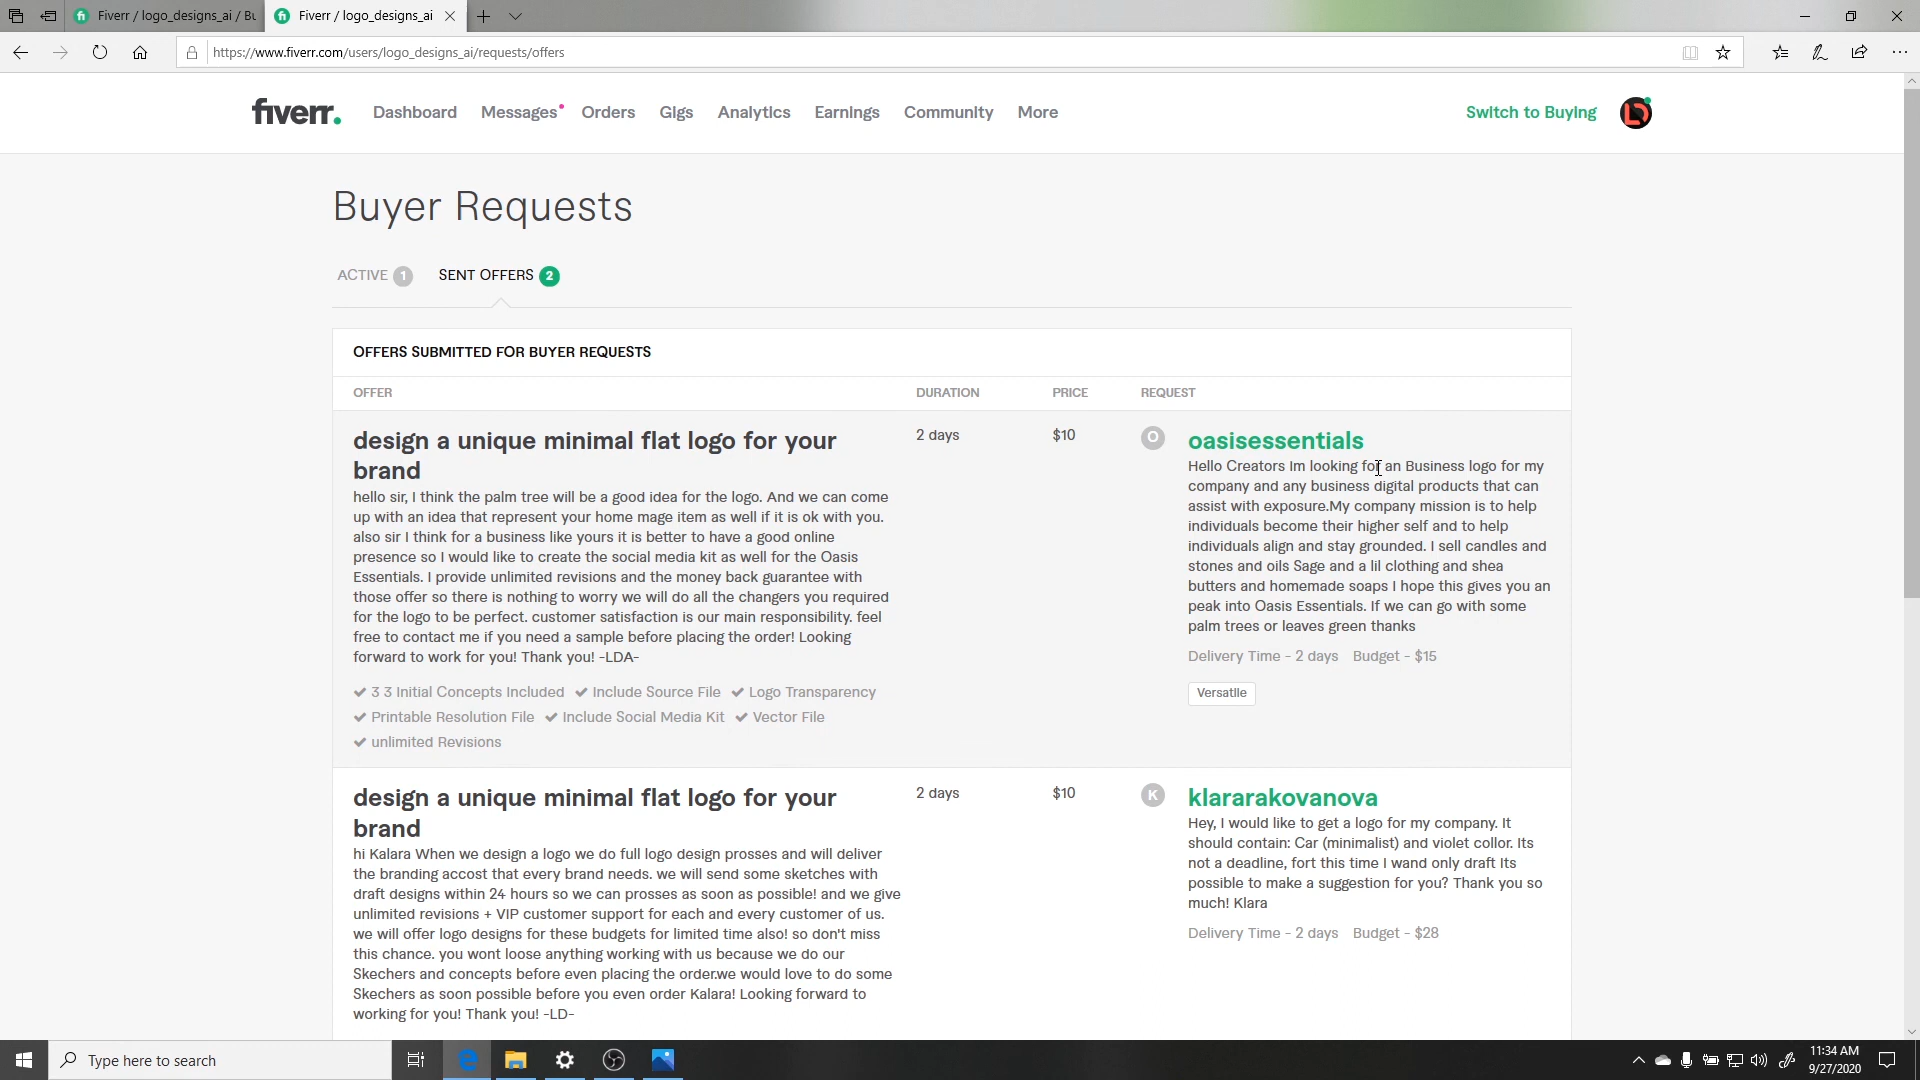 Fiverr / logo_designs_ai / Bu
Fiverr / logo_designs_ai
https://www.fiverr.com/users/logo_designs_ai/requests/offers
fiverr.
Dashboard
Messages
Orders
Gigs
Analytics
Earnings
Community
More
Switch to Buying
Buyer Requests
ACTIVE 1
SENT OFFERS 2
OFFERS SUBMITTED FOR BUYER REQUESTS
OFFER DURATION PRICE REQUEST
design a unique minimal flat logo for your
brand
hello sir, I think the palm tree will be a good idea for the logo. And we can come
up with an idea that represent your home mage item as well if it is ok with you.
also sir I think for a business like yours it is better to have a good online
presence so I would like to create the social media kit as well for the Oasis
Essentials. I provide unlimited revisions and the money back guarantee with
those offer so there is nothing to worry we will do all the changers you required
for the logo to be perfect. customer satisfaction is our main responsibility. feel
free to contact me if you need a sample before placing the order! Looking
forward to work for you! Thank you! -LDA-
3 3 Initial Concepts Included Include Source File Logo Transparency
Printable Resolution File Include Social Media Kit Vector File
unlimited Revisions
2 days
$10
O
oasisessentials
Hello Creators Im looking for an Business logo for my
company and any business digital products that can
assist with exposure.My company mission is to help
individuals become their higher self and to help
individuals align and stay grounded. I sell candles and
stones and oils Sage and a lil clothing and shea
butters and homemade soaps I hope this gives you an
peak into Oasis Essentials. If we can go with some
palm trees or leaves green thanks
Delivery Time - 2 days Budget - $15
Versatile
design a unique minimal flat logo for your
brand
hi Kalara When we design a logo we do full logo design prosses and will deliver
the branding accost that every brand needs. we will send some sketches with
draft designs within 24 hours so we can prosses as soon as possible! and we give
unlimited revisions + VIP customer support for each and every customer of us.
we will offer logo designs for these budgets for limited time also! so don't miss
this chance. you wont loose anything working with us because we do our
Skechers and concepts before even placing the order.we would love to do some
Skechers as soon possible before you even order Kalara! Looking forward to
working for you! Thank you! -LD-
2 days
$10
K
klararakovanova
Hey, I would like to get a logo for my company. It
should contain: Car (minimalist) and violet collor. Its
not a deadline, fort this time I wand only draft Its
possible to make a suggestion for you? Thank you so
much! Klara
Delivery Time - 2 days Budget - $28
Type here to search
11:34 AM
9/27/2020